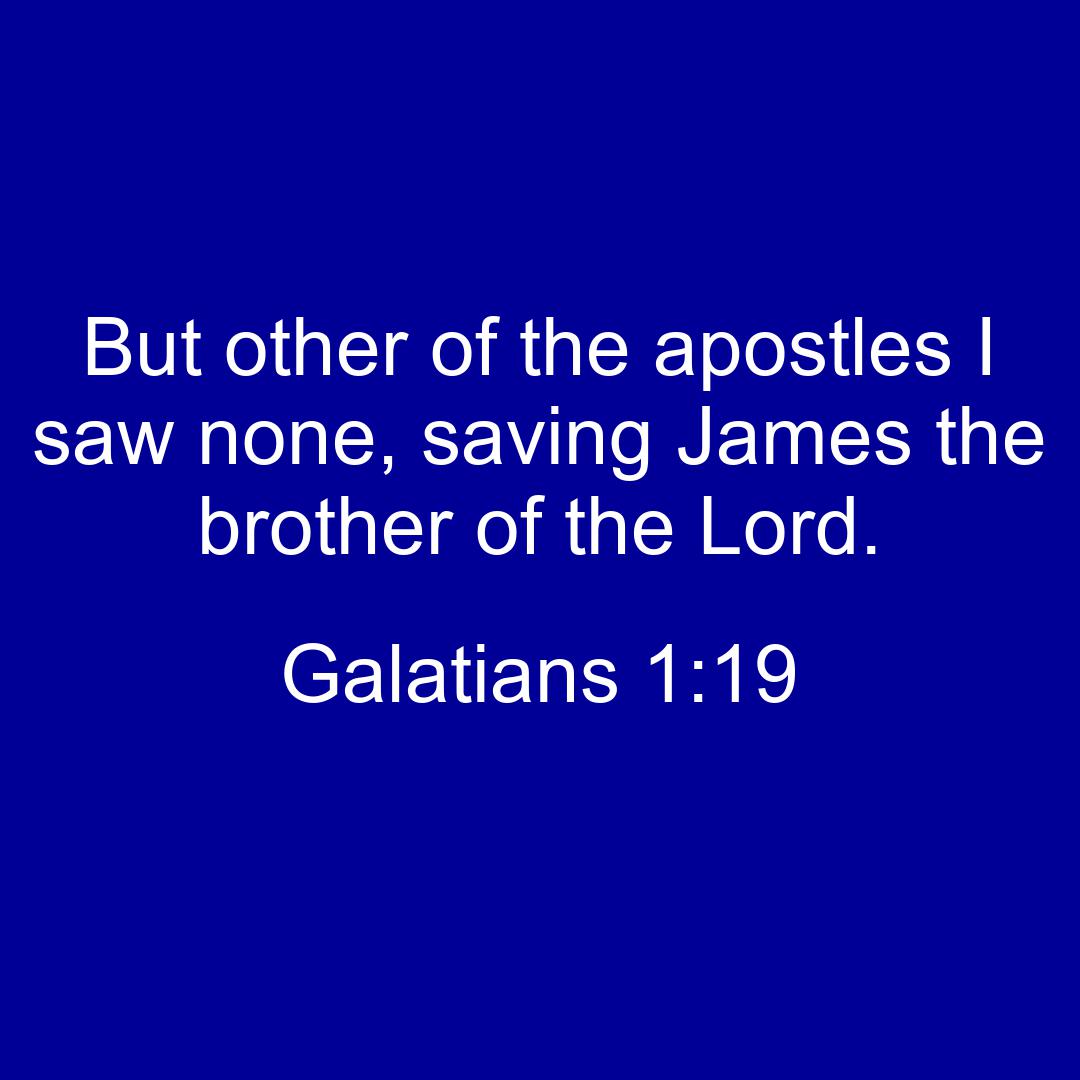 But other of the apostles I
saw none, saving James the
brother of the Lord.
Galatians 1:19